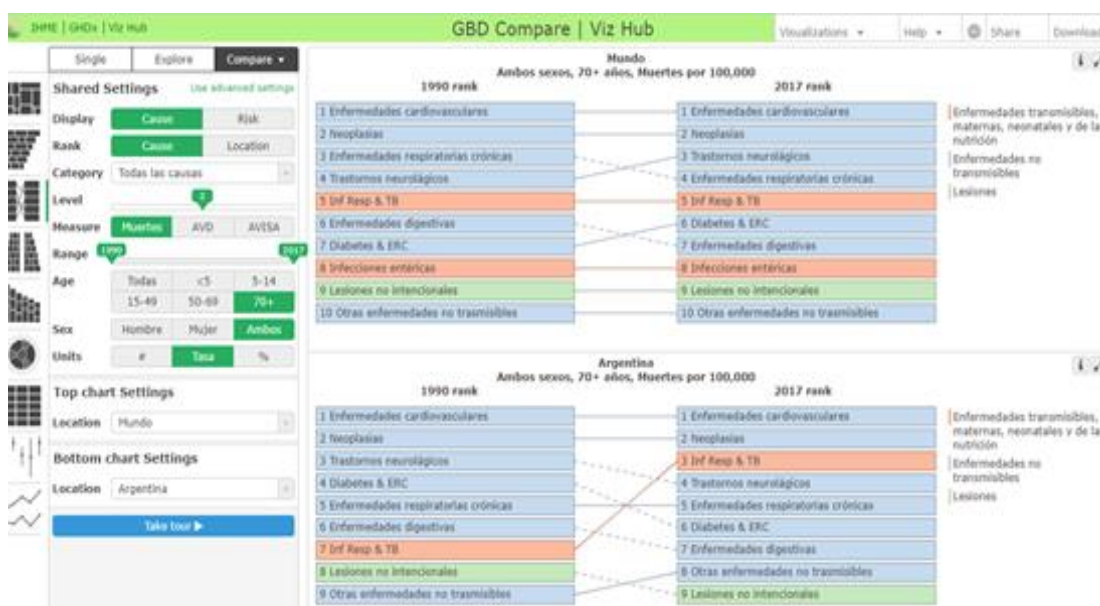 IHME | GHDx | Viz Hub
GBD Compare | Viz Hub
Visualizations
Help
Share
Download
Single
Explore
Compare
Shared Settings
Use advanced settings
Display
Cause
Risk
Rank
Cause
Location
Category
Todas las causas
Level
2
Measure
Muertes
AVD
AVISA
Range
1990
2017
Age
Todas
<5
5-14
15-49
50-69
70+
Sex
Hombre
Mujer
Ambos
Units
#
Tasa
%
Top chart Settings
Location
Mundo
Bottom chart Settings
Location
Argentina
Take tour
Mundo
Ambos sexos, 70+ años, Muertes por 100,000
1990 rank
2017 rank
1 Enfermedades cardiovasculares
2 Neoplasias
3 Enfermedades respiratorias crónicas
4 Trastornos neurológicos
5 Inf Resp & TB
6 Enfermedades digestivas
7 Diabetes & ERC
8 Infecciones entéricas
9 Lesiones no intencionales
10 Otras enfermedades no trasmisibles
1 Enfermedades cardiovasculares
2 Neoplasias
3 Trastornos neurológicos
4 Enfermedades respiratorias crónicas
5 Inf Resp & TB
6 Diabetes & ERC
7 Enfermedades digestivas
8 Infecciones entéricas
9 Lesiones no intencionales
10 Otras enfermedades no trasmisibles
Enfermedades transmisibles,
maternas, neonatales y de la
nutrición
Enfermedades no
transmisibles
Lesiones
Argentina
Ambos sexos, 70+ años, Muertes por 100,000
1990 rank
2017 rank
1 Enfermedades cardiovasculares
2 Neoplasias
3 Trastornos neurológicos
4 Diabetes & ERC
5 Enfermedades respiratorias crónicas
6 Enfermedades digestivas
7 Inf Resp & TB
8 Lesiones no intencionales
9 Otras enfermedades no trasmisibles
1 Enfermedades cardiovasculares
2 Neoplasias
3 Inf Resp & TB
4 Trastornos neurológicos
5 Enfermedades respiratorias crónicas
6 Diabetes & ERC
7 Enfermedades digestivas
8 Otras enfermedades no trasmisibles
9 Lesiones no intencionales
Enfermedades transmisibles,
maternas, neonatales y de la
nutrición
Enfermedades no
transmisibles
Lesiones